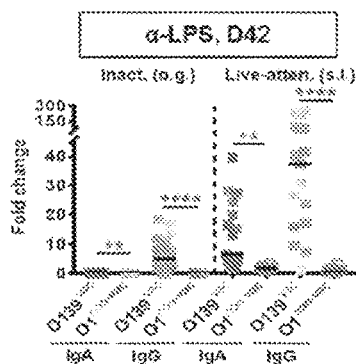 α-LPS, D42
Inact. (o.g.) Live-atten. (s.l.)
Fold change
300
150
40
30
20
10
0
** **** ** ****
O139 O1 O139 O1 O139 O1 O139 O1
IgA IgG IgA IgG